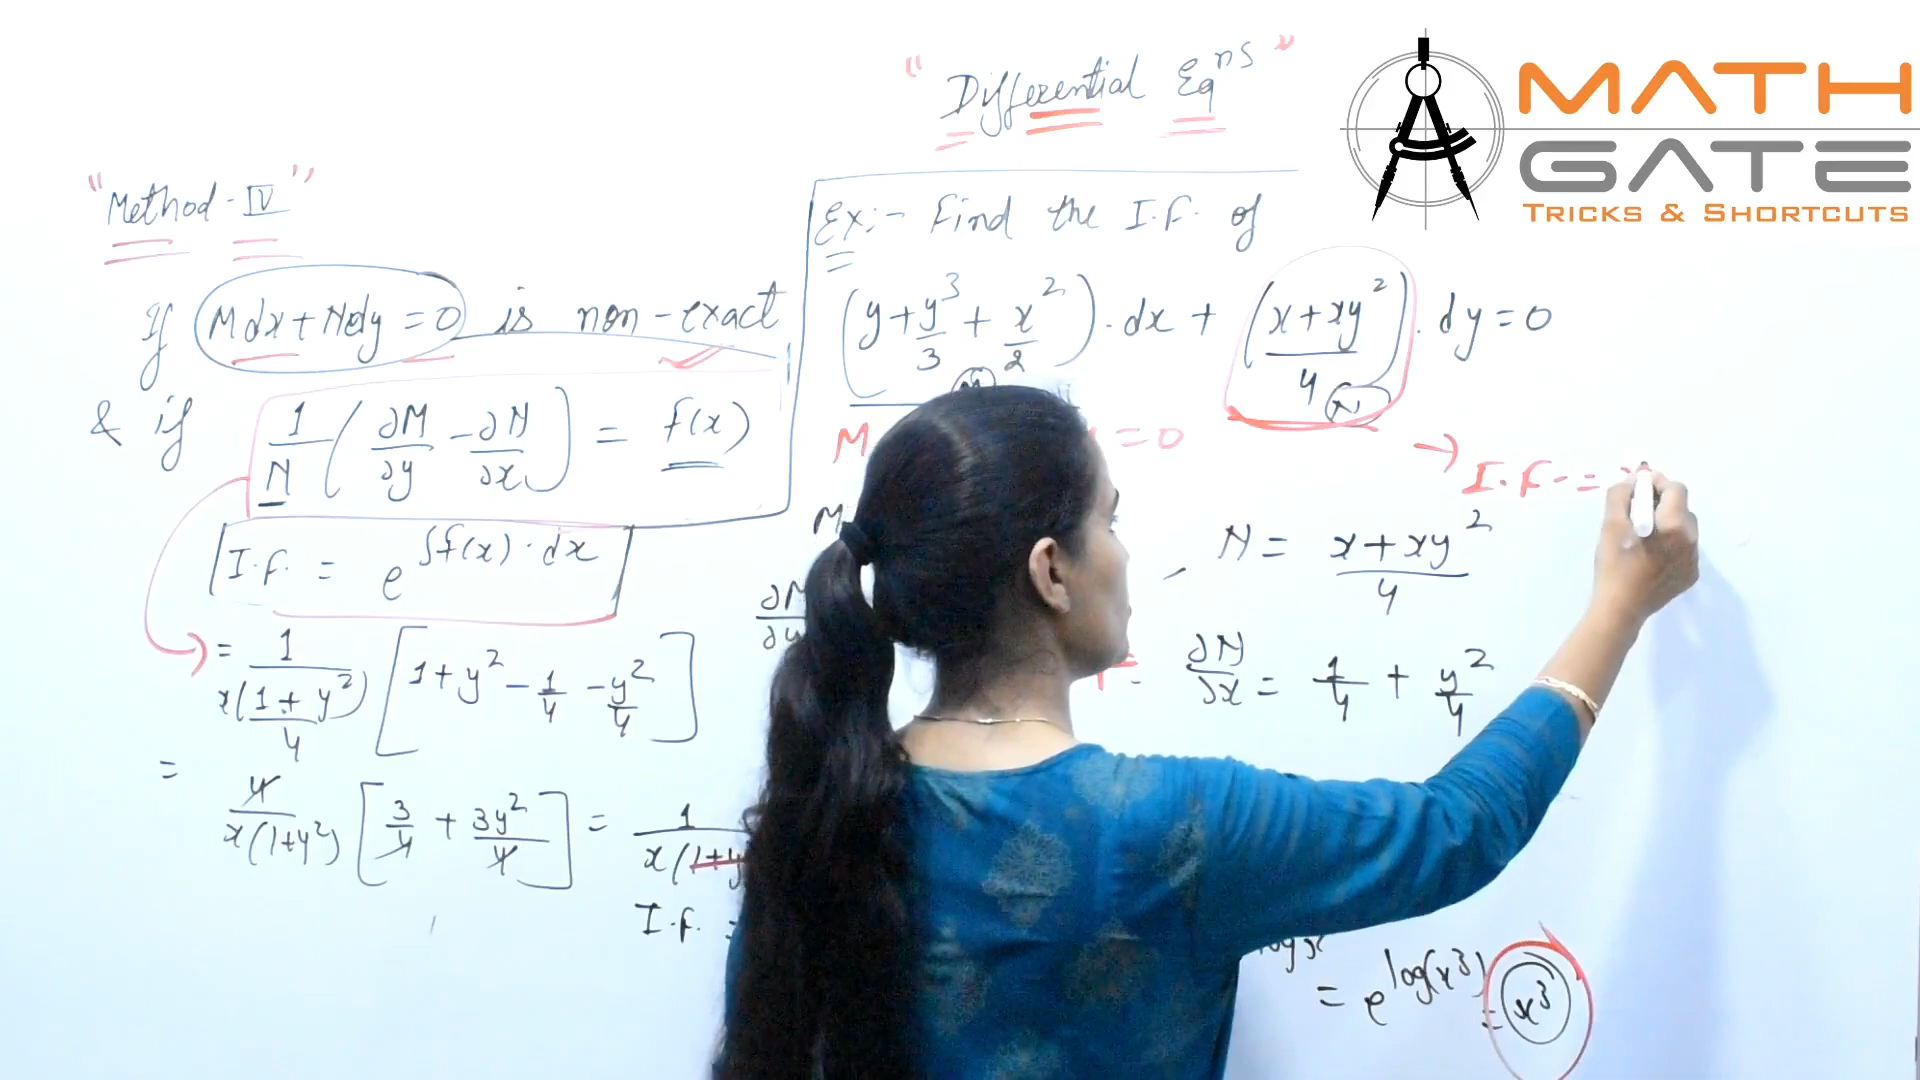 " Differential Eqns "
MATH
GATE
TRICKS & SHORTCUTS
" Method - IV "
If Mdx + Ndy = 0 is non-exact
& if 1/N ( ∂M/∂y - ∂N/∂x ) = f(x)
I.F. = e^∫f(x)·dx
= 1/(x(1+y²)/4) [ 1+y² - 1/4 - y²/4 ]
= 4/(x(1+y²)) [ 3/4 + 3y²/4 ] = 1/(x(1+y
I.F. =
Ex:- Find the I.F. of
( y + y³/3 + x²/2 ) · dx + ( (x+xy²)/4 ) · dy = 0
M N
M = 0
→ I.F. =
M , N = (x+xy²)/4
∂M/∂y = ∂N/∂x = 1/4 + y²/4
= e^log(x³) = x³